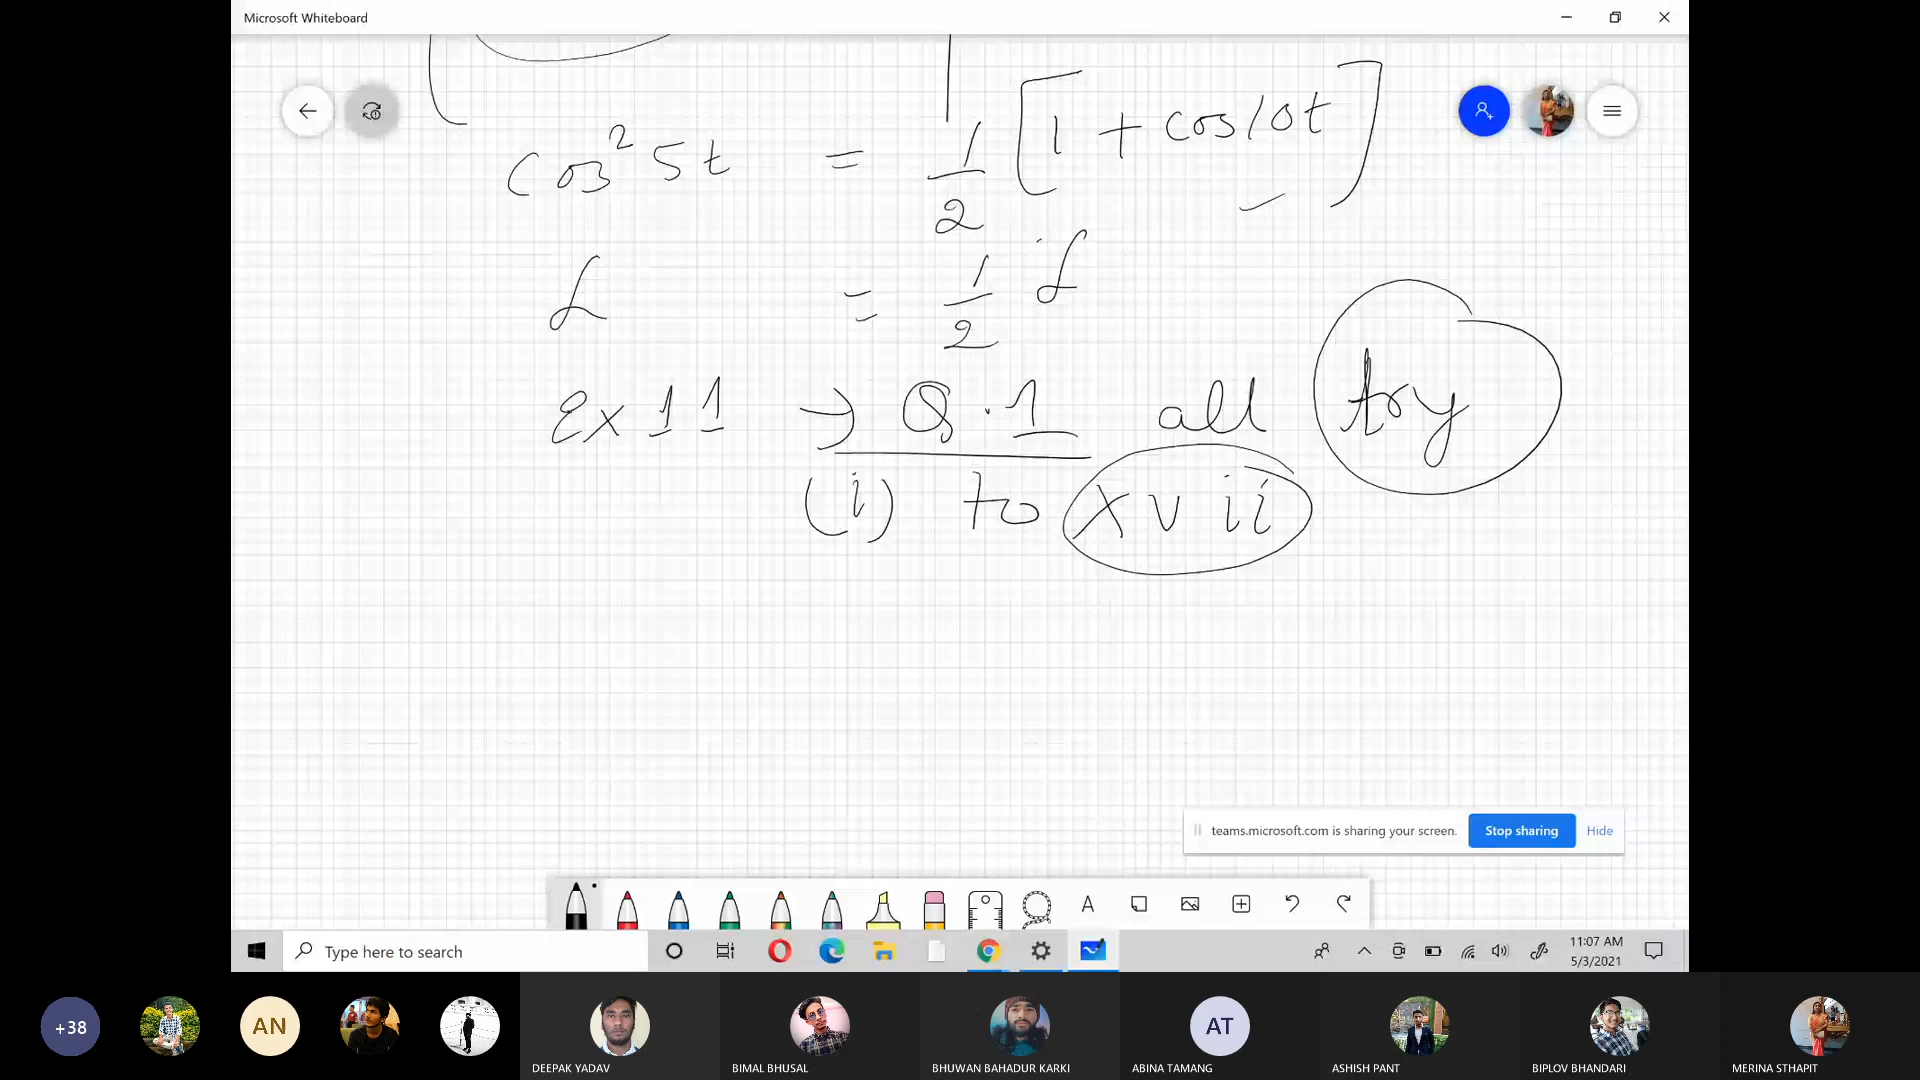 Microsoft Whiteboard
cos² 5t = 1/2 [1 + cos10t]
£ = 1/2 £
Ex 11 → Q.1 all try
(i) to xvii
teams.microsoft.com is sharing your screen.
Stop sharing
Hide
A
Type here to search
11:07 AM
5/3/2021
+38
AN
AT
DEEPAK YADAV
BIMAL BHUSAL
BHUWAN BAHADUR KARKI
ABINA TAMANG
ASHISH PANT
BIPLOV BHANDARI
MERINA STHAPIT